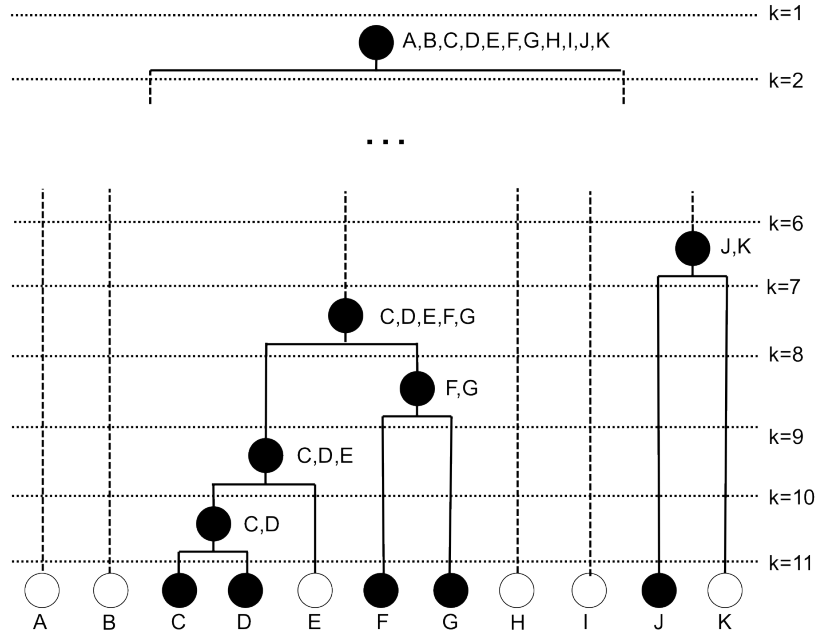 k=1
A,B,C,D,E,F,G,H,I,J,K
k=2
...
k=6
J,K
k=7
C,D,E,F,G
k=8
F,G
k=9
C,D,E
k=10
C,D
k=11
A B C D E F G H I J K